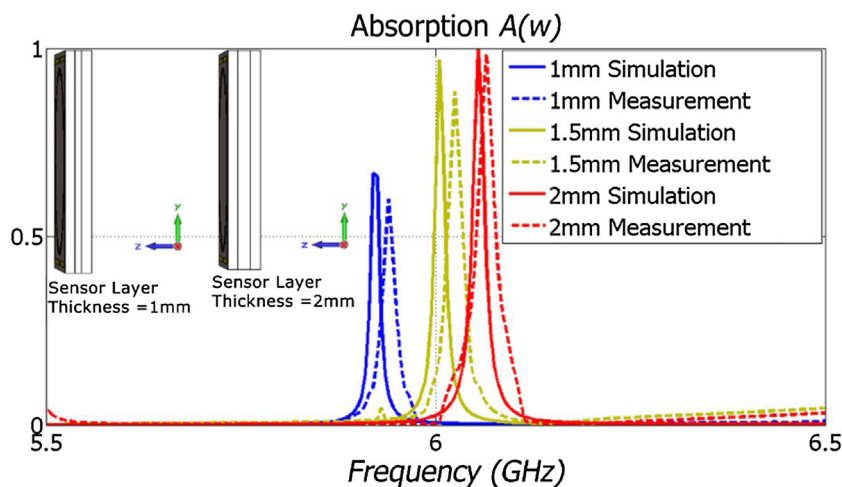 Absorption A(w)
1
0.5
0
5.5
6
6.5
Frequency (GHz)
1mm Simulation
1mm Measurement
1.5mm Simulation
1.5mm Measurement
2mm Simulation
2mm Measurement
y
z
Sensor Layer
Thickness =1mm
y
z
Sensor Layer
Thickness =2mm